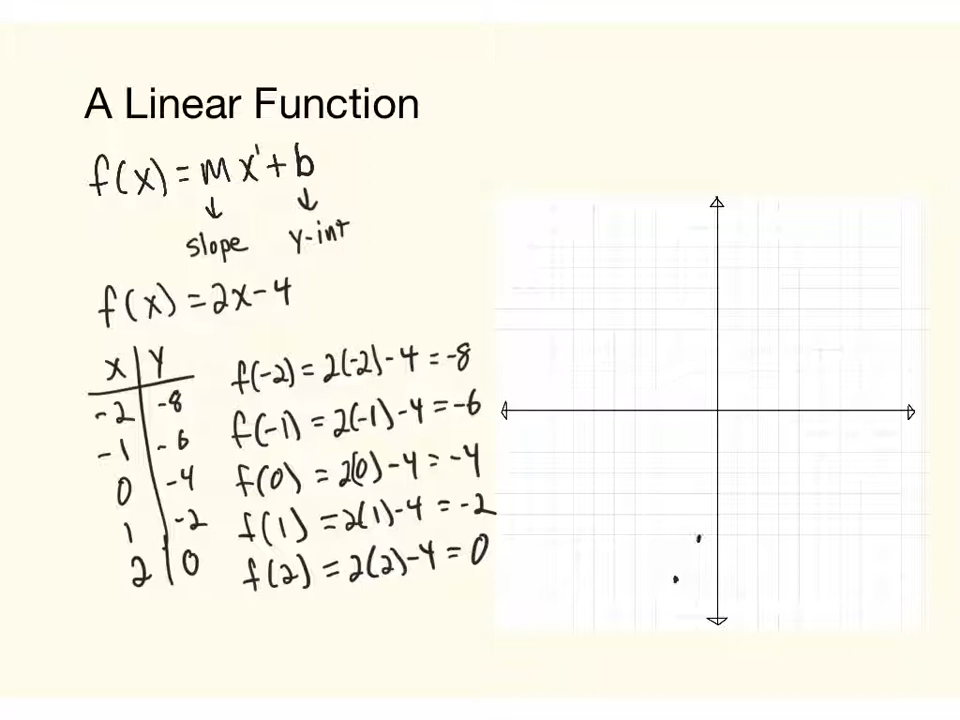 A Linear Function
f(x) = mx¹ + b
↓ ↓
slope y-int
f(x) = 2x - 4
x | y
-2 | -8
-1 | -6
0 | -4
1 | -2
2 | 0
f(-2) = 2(-2) - 4 = -8
f(-1) = 2(-1) - 4 = -6
f(0) = 2(0) - 4 = -4
f(1) = 2(1) - 4 = -2
f(2) = 2(2) - 4 = 0